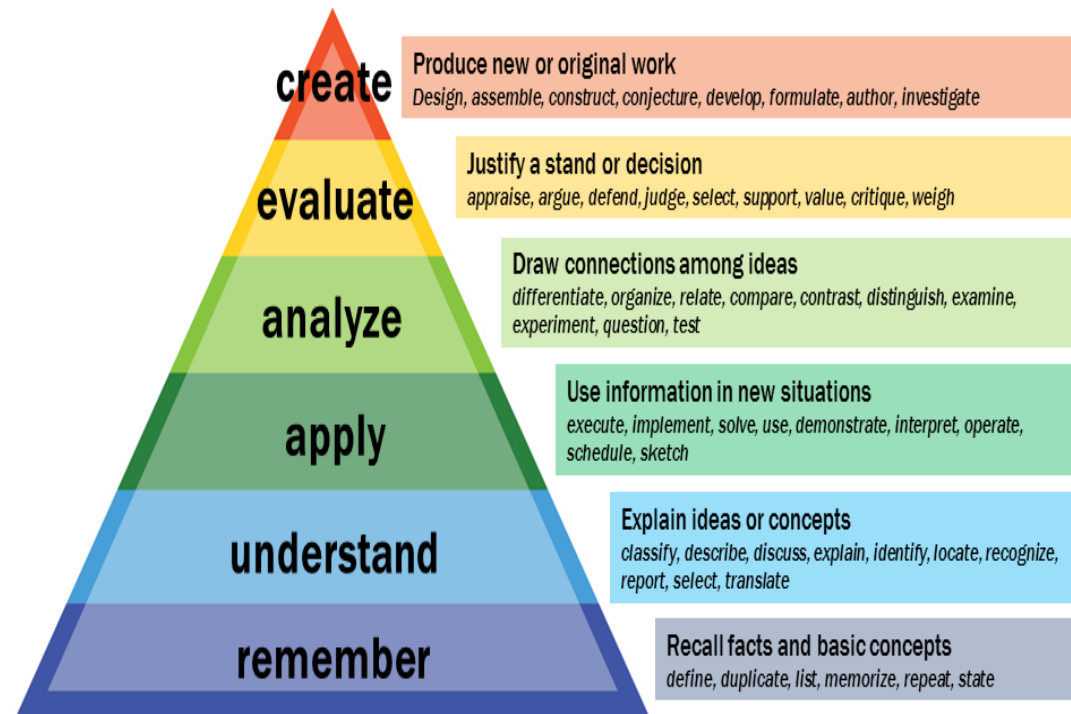 create
Produce new or original work
Design, assemble, construct, conjecture, develop, formulate, author, investigate
evaluate
Justify a stand or decision
appraise, argue, defend, judge, select, support, value, critique, weigh
analyze
Draw connections among ideas
differentiate, organize, relate, compare, contrast, distinguish, examine,
experiment, question, test
apply
Use information in new situations
execute, implement, solve, use, demonstrate, interpret, operate,
schedule, sketch
understand
Explain ideas or concepts
classify, describe, discuss, explain, identify, locate, recognize,
report, select, translate
remember
Recall facts and basic concepts
define, duplicate, list, memorize, repeat, state